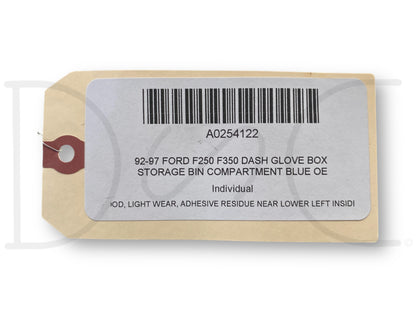 A0254122
92-97 FORD F250 F350 DASH GLOVE BOX
STORAGE BIN COMPARTMENT BLUE OE
Individual
OOD, LIGHT WEAR, ADHESIVE RESIDUE NEAR LOWER LEFT INSIDI